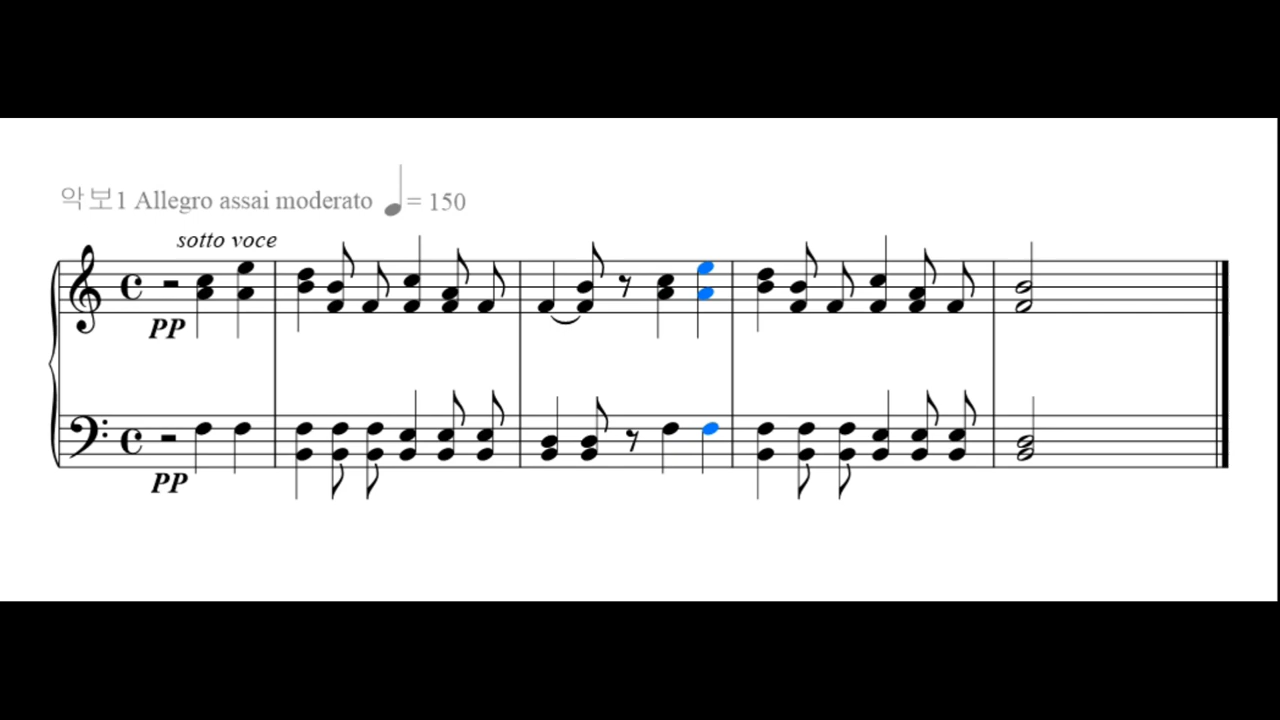 악보1 Allegro assai moderato ♩= 150
sotto voce
PP
PP